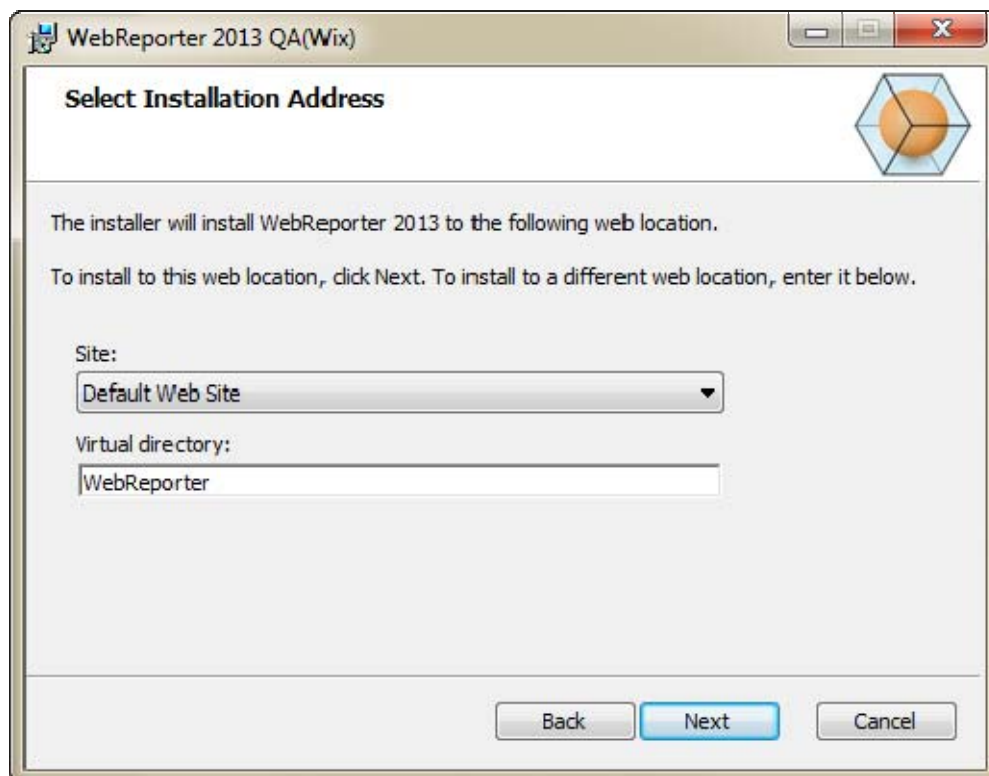 WebReporter 2013 QA(Wix)
Select Installation Address
The installer will install WebReporter 2013 to the following web location.
To install to this web location, click Next. To install to a different web location, enter it below.
Site:
Default Web Site
Virtual directory:
WebReporter
Back Next Cancel